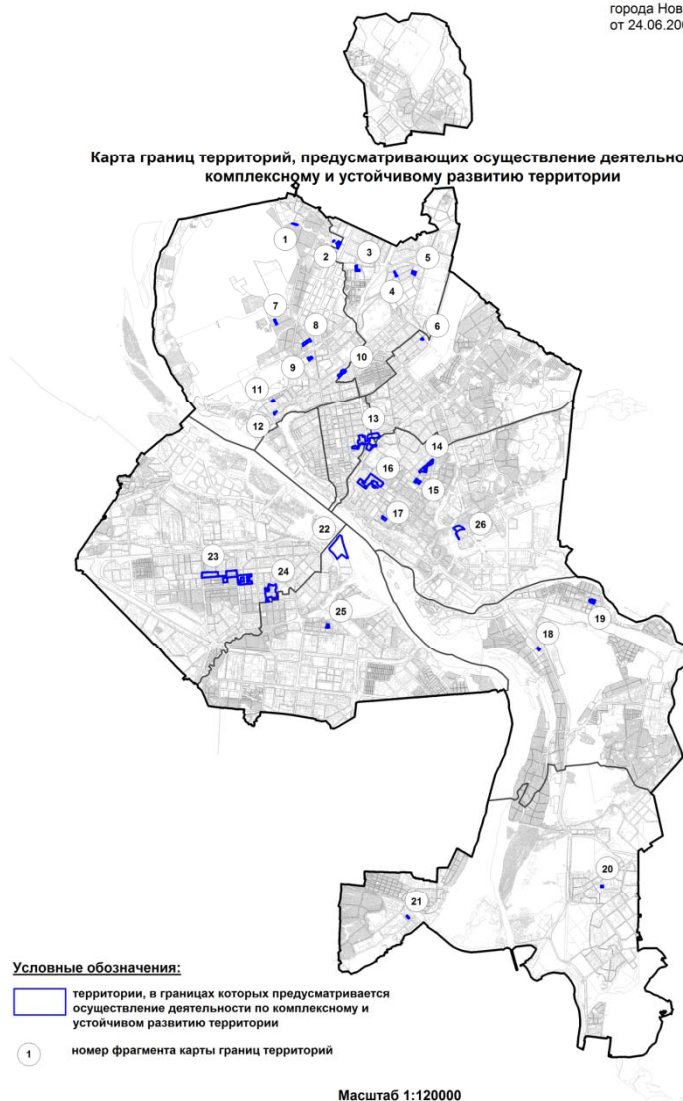 города Нов
от 24.06.20
Карта границ территорий, предусматривающих осуществление деятельно
комплексному и устойчивому развитию территории
1
2
3
5
4
7
8
6
9
10
11
12
13
14
16
15
17
26
22
23
24
25
19
18
20
21
Условные обозначения:
территории, в границах которых предусматривается
осуществление деятельности по комплексному и
устойчивом развитию территории
1
номер фрагмента карты границ территорий
Масштаб 1:120000